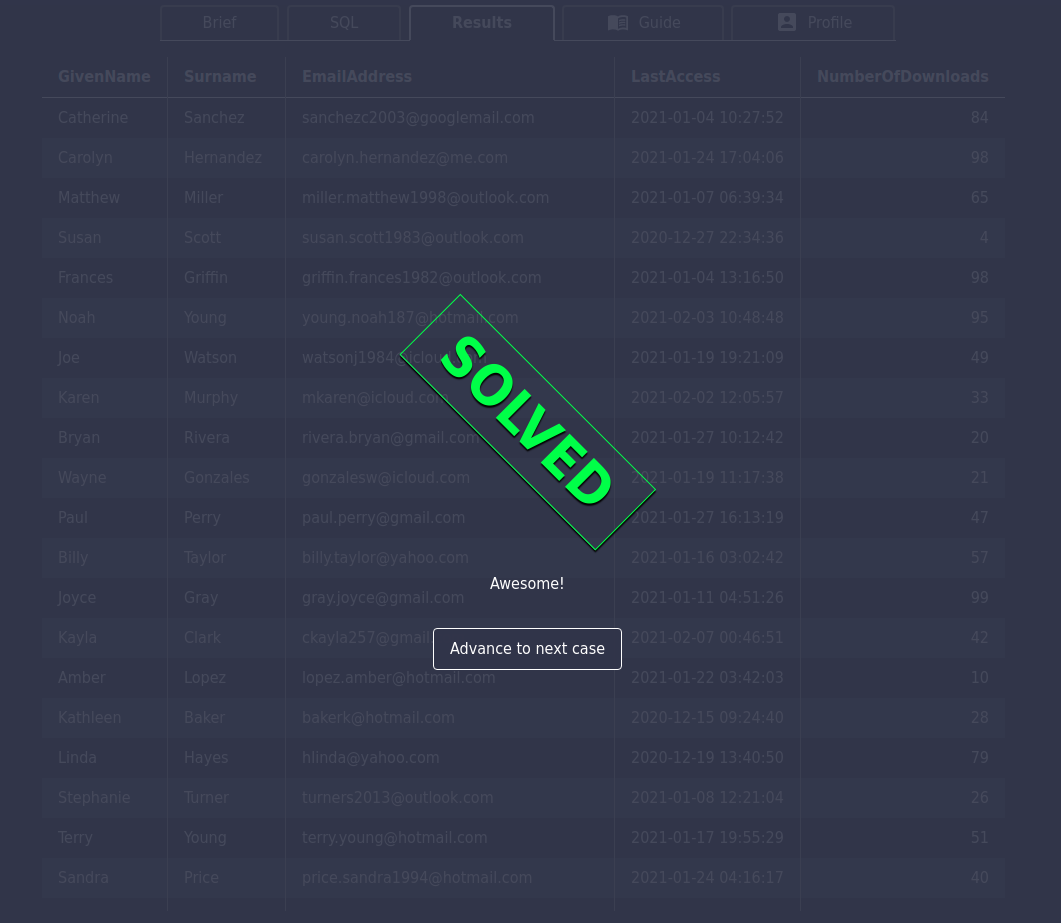 Brief SQL Results Guide Profile
GivenName Surname EmailAddress LastAccess NumberOfDownloads
Catherine Sanchez sanchezc2003@googlemail.com 2021-01-04 10:27:52 84
Carolyn Hernandez carolyn.hernandez@me.com 2021-01-24 17:04:06 98
Matthew Miller miller.matthew1998@outlook.com 2021-01-07 06:39:34 65
Susan Scott susan.scott1983@outlook.com 2020-12-27 22:34:36 4
Frances Griffin griffin.frances1982@outlook.com 2021-01-04 13:16:50 98
Noah Young young.noah187@hotmail.com 2021-02-03 10:48:48 95
Joe Watson watsonj1984@icloud.com 2021-01-19 19:21:09 49
Karen Murphy mkaren@icloud.com 2021-02-02 12:05:57 33
Bryan Rivera rivera.bryan@gmail.com 2021-01-27 10:12:42 20
Wayne Gonzales gonzalesw@icloud.com 2021-01-19 11:17:38 21
Paul Perry paul.perry@gmail.com 2021-01-27 16:13:19 47
Billy Taylor billy.taylor@yahoo.com 2021-01-16 03:02:42 57
Joyce Gray gray.joyce@gmail.com 2021-01-11 04:51:26 99
Kayla Clark ckayla257@gmail 2021-02-07 00:46:51 42
Amber Lopez lopez.amber@hotmail.com 2021-01-22 03:42:03 10
Kathleen Baker bakerk@hotmail.com 2020-12-15 09:24:40 28
Linda Hayes hlinda@yahoo.com 2020-12-19 13:40:50 79
Stephanie Turner turners2013@outlook.com 2021-01-08 12:21:04 26
Terry Young terry.young@hotmail.com 2021-01-17 19:55:29 51
Sandra Price price.sandra1994@hotmail.com 2021-01-24 04:16:17 40
SOLVED
Awesome!
Advance to next case